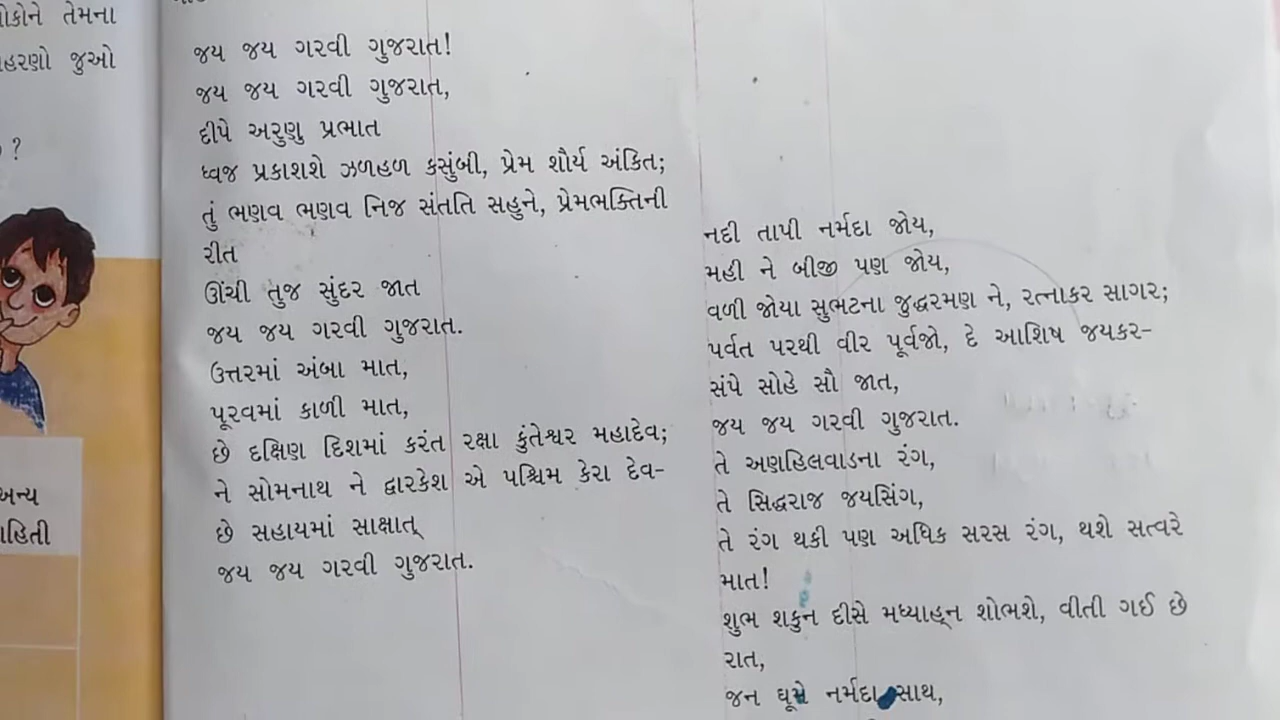 ોકોને તેમના
હરણો જુઓ
?
અન્ય
ાહિતી
જય જય ગરવી ગુજરાત!
જય જય ગરવી ગુજરાત,
દીપે અરુણુ પ્રભાત
ધ્વજ પ્રકાશશે ઝળહળ કસુંબી, પ્રેમ શૌર્ય અંકિત;
તું ભણવ ભણવ નિજ સંતતિ સહુને, પ્રેમભક્તિની
રીત
ઊંચી તુજ સુંદર જાત
જય જય ગરવી ગુજરાત.
ઉત્તરમાં અંબા માત,
પૂરવમાં કાળી માત,
છે દક્ષિણ દિશમાં કરંત રક્ષા કુંતેશ્વર મહાદેવ;
ને સોમનાથ ને દ્વારકેશ એ પશ્ચિમ કેરા દેવ–
છે સહાયમાં સાક્ષાત્
જય જય ગરવી ગુજરાત.
નદી તાપી નર્મદા જોય,
મહી ને બીજી પણ જોય,
વળી જોયા સુભટના જુદ્ધરમણ ને, રત્નાકર સાગર;
પર્વત પરથી વીર પૂર્વજો, દે આશિષ જયકર–
સંપે સોહે સૌ જાત,
જય જય ગરવી ગુજરાત.
તે અણહિલવાડના રંગ,
તે સિદ્ધરાજ જયસિંગ,
તે રંગ થકી પણ અધિક સરસ રંગ, થશે સત્વરે
માત!
શુભ શકુન દીસે મધ્યાહ્ન શોભશે, વીતી ગઈ છે
રાત,
જન ઘૂમે નર્મદા સાથ,